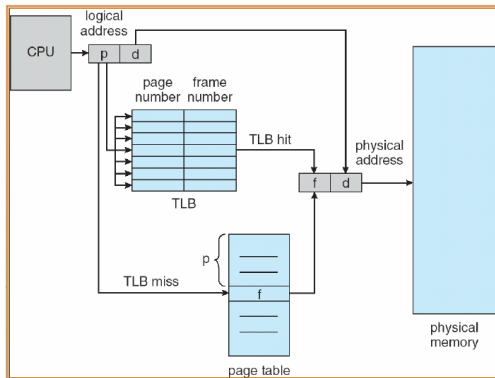 logical
address
CPU
p
d
page
number
frame
number
TLB hit
physical
address
f
d
TLB
p
TLB miss
f
page table
physical
memory